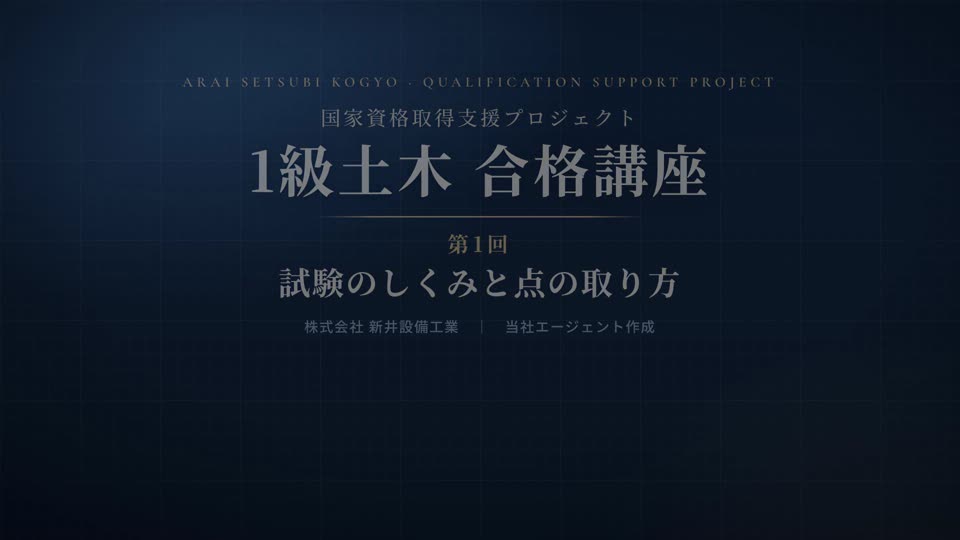 ARAI SETSUBI KOGYO · QUALIFICATION SUPPORT PROJECT
国家資格取得支援プロジェクト
1級土木 合格講座
第1回
試験のしくみと点の取り方
株式会社 新井設備工業 ｜ 当社エージェント作成